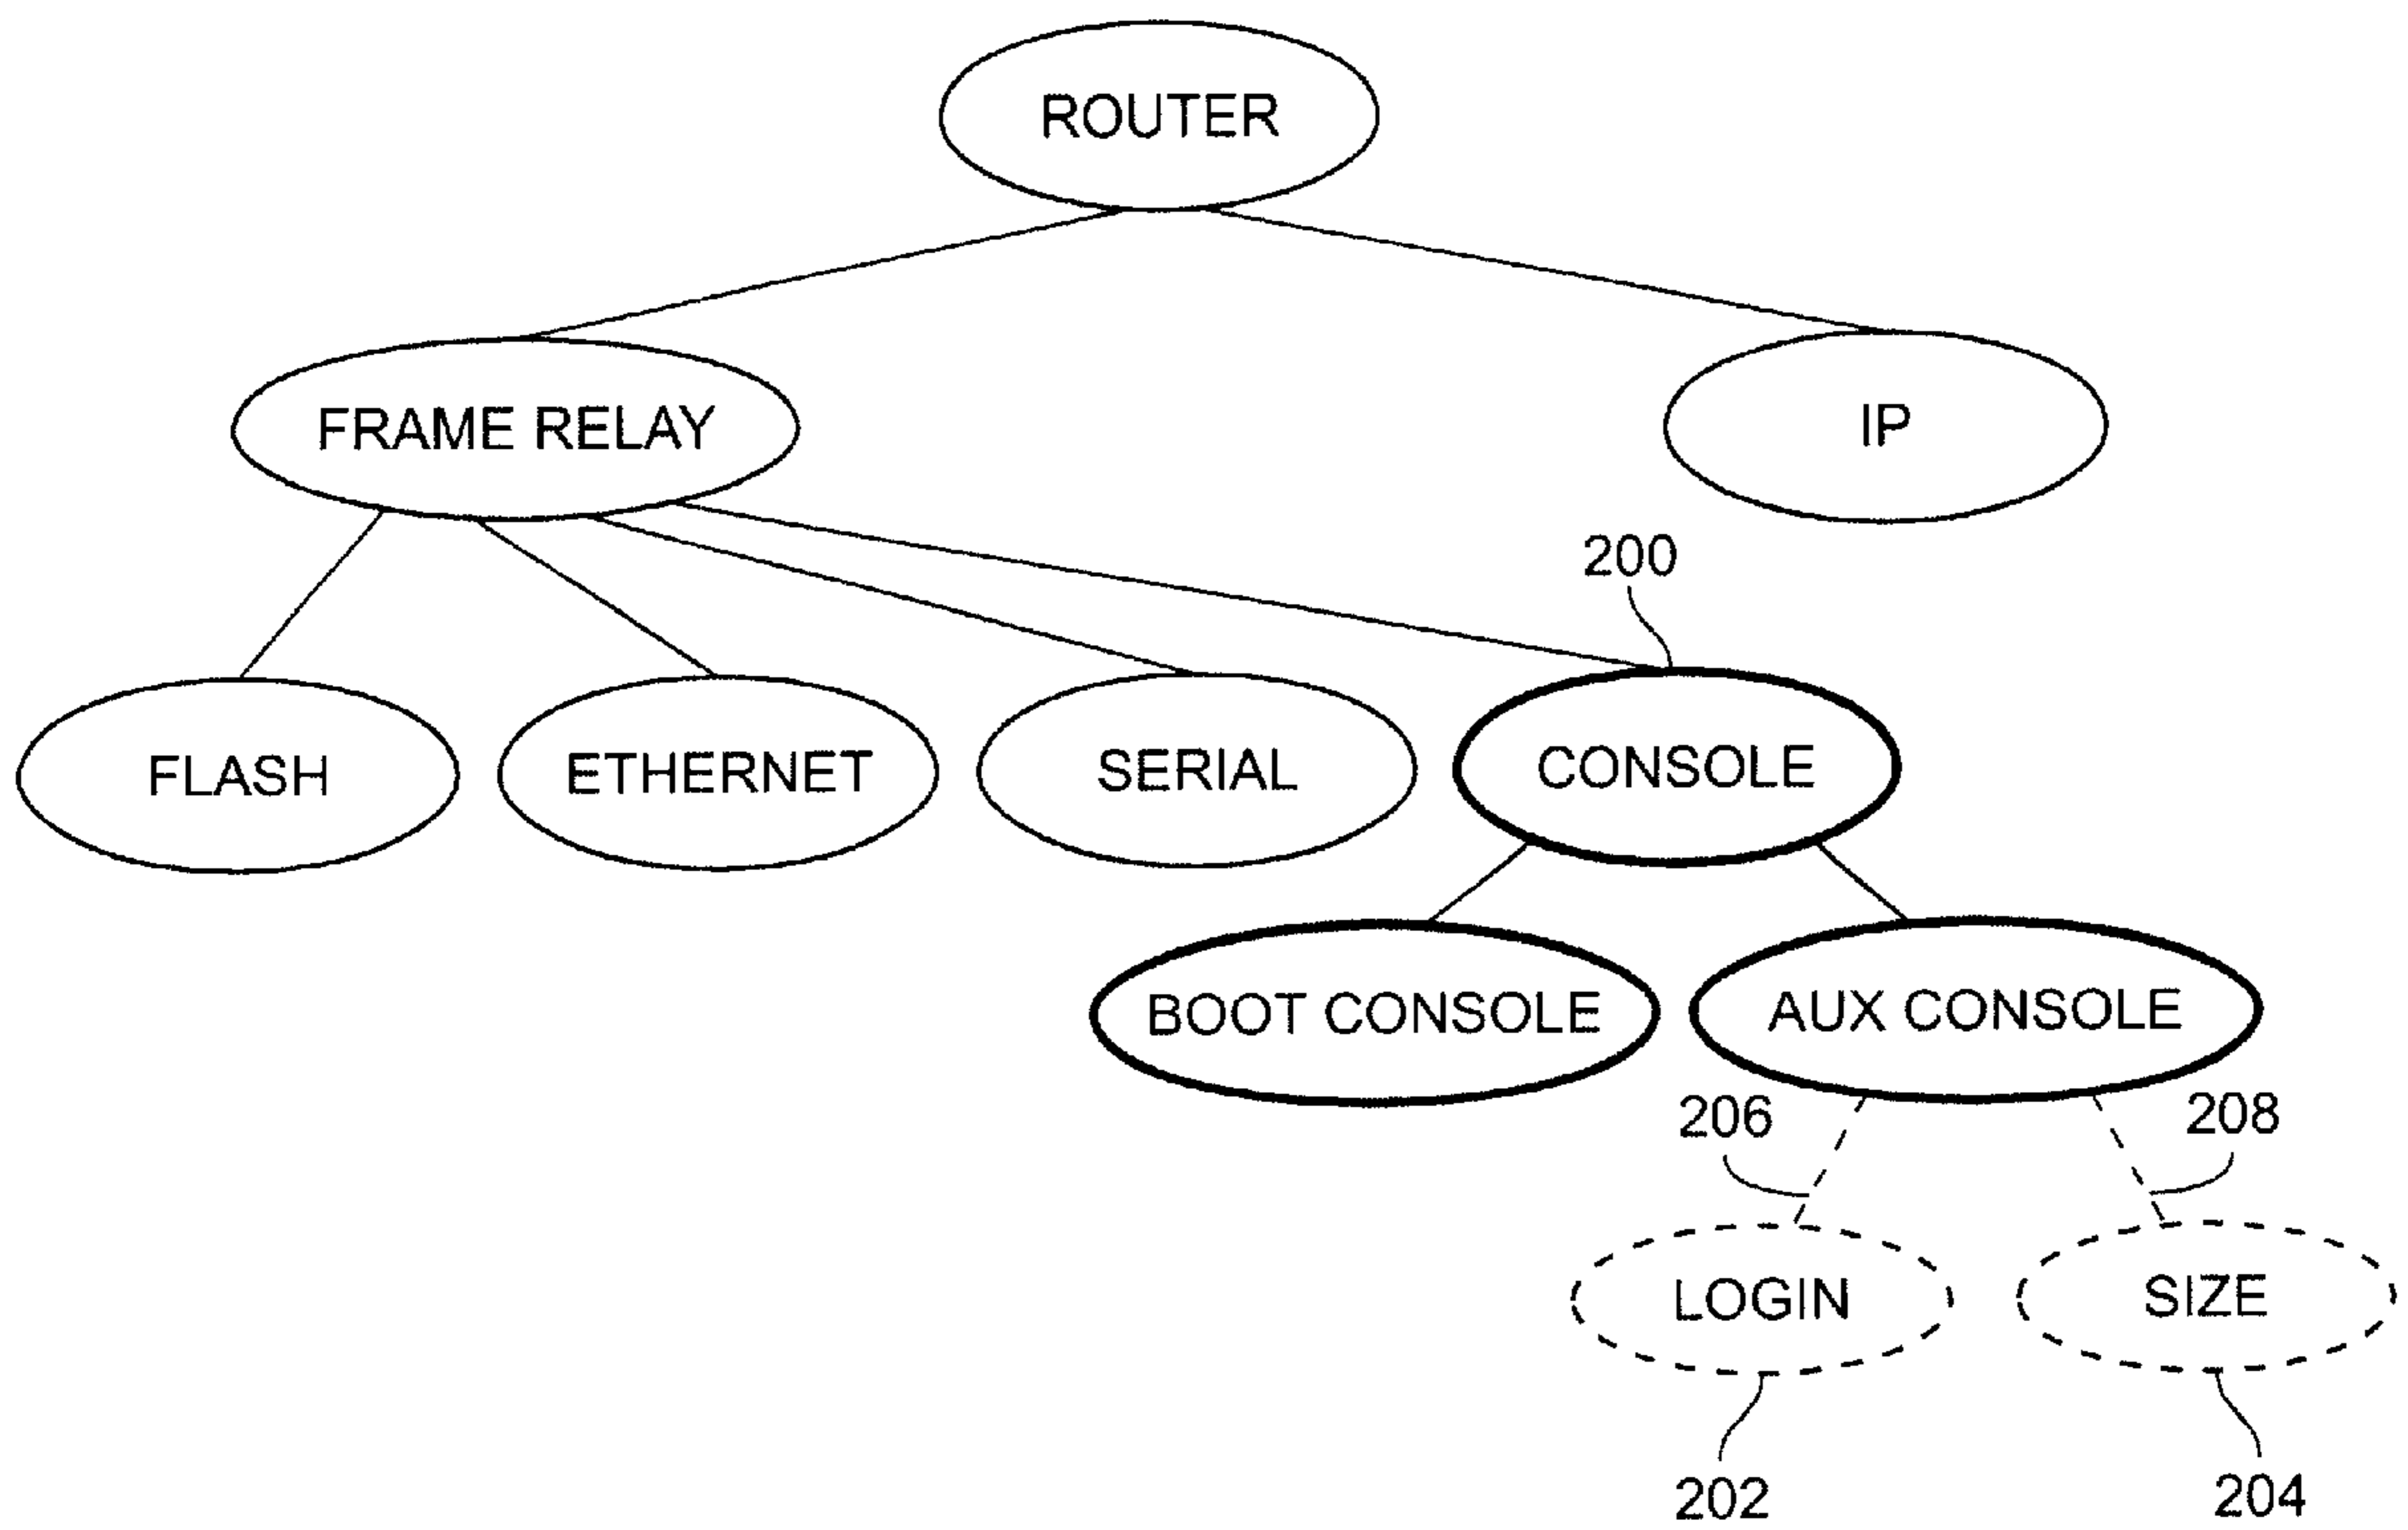 ROUTER
FRAME RELAY
IP
200
FLASH
ETHERNET
SERIAL
CONSOLE
BOOT CONSOLE
AUX CONSOLE
206
208
LOGIN
SIZE
202
204